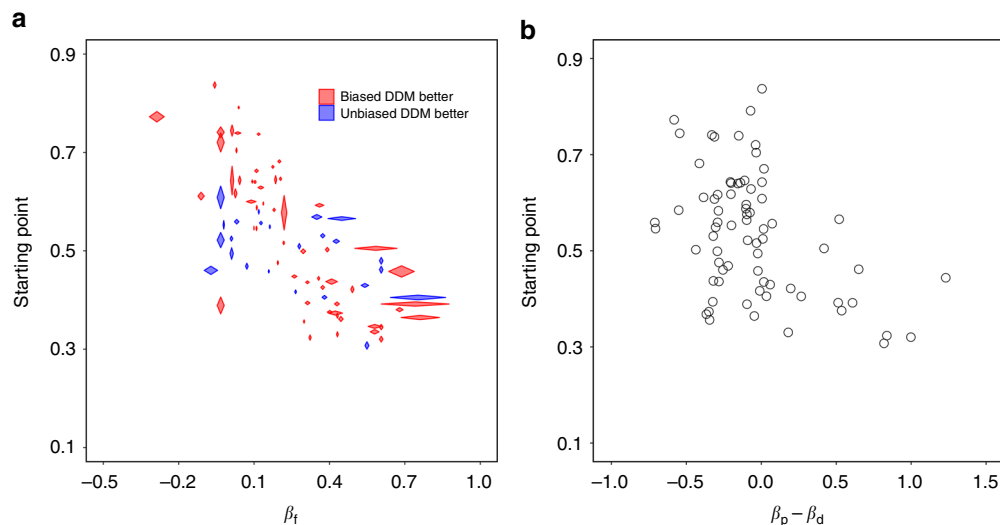 a
0.9
0.7
0.5
0.3
0.1
Starting point
Biased DDM better
Unbiased DDM better
−0.5
−0.2
0.1
0.4
0.7
1.0
βf
b
0.9
0.7
0.5
0.3
0.1
Starting point
−1.0
−0.5
0.0
0.5
1.0
1.5
βp − βd